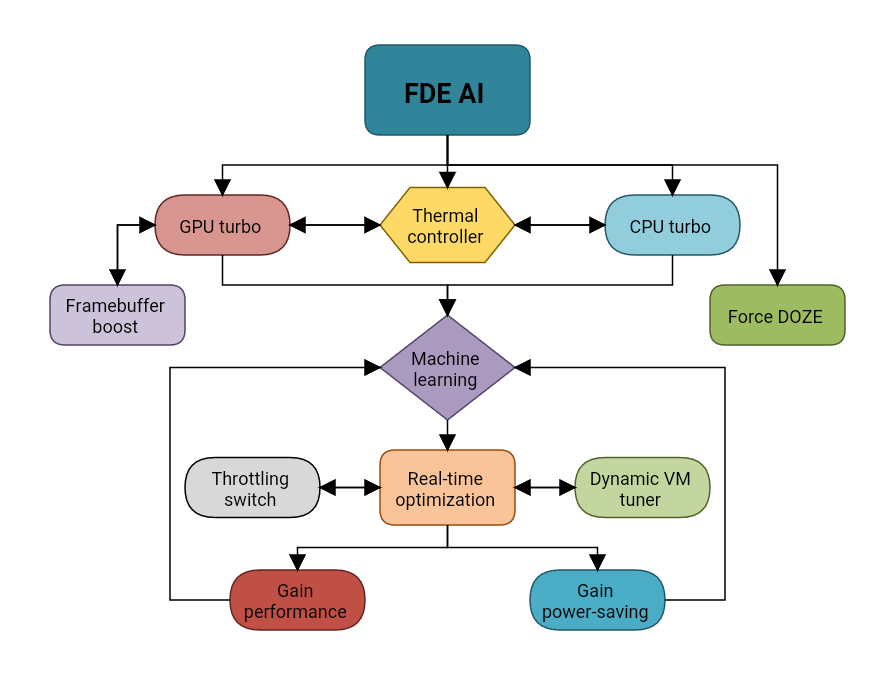 FDE AI
GPU turbo
Thermal
controller
CPU turbo
Framebuffer
boost
Force DOZE
Machine
learning
Throttling
switch
Real-time
optimization
Dynamic VM
tuner
Gain
performance
Gain
power-saving